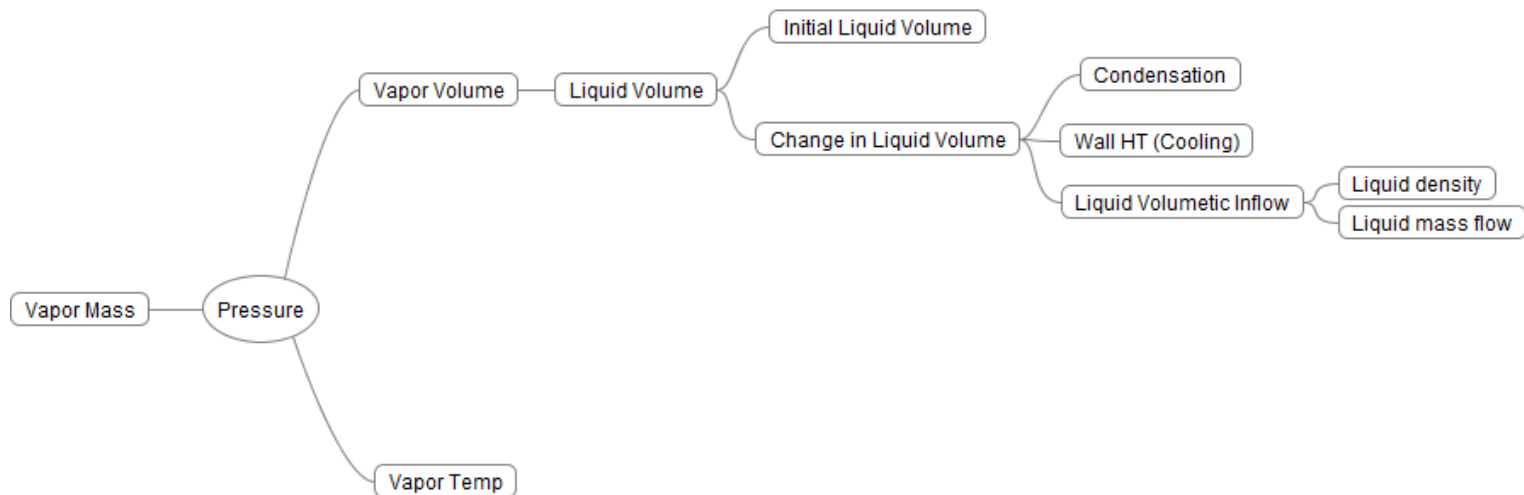 Initial Liquid Volume
Condensation
Vapor Volume
Liquid Volume
Change in Liquid Volume
Wall HT (Cooling)
Liquid density
Liquid Volumetic Inflow
Liquid mass flow
Vapor Mass
Pressure
Vapor Temp